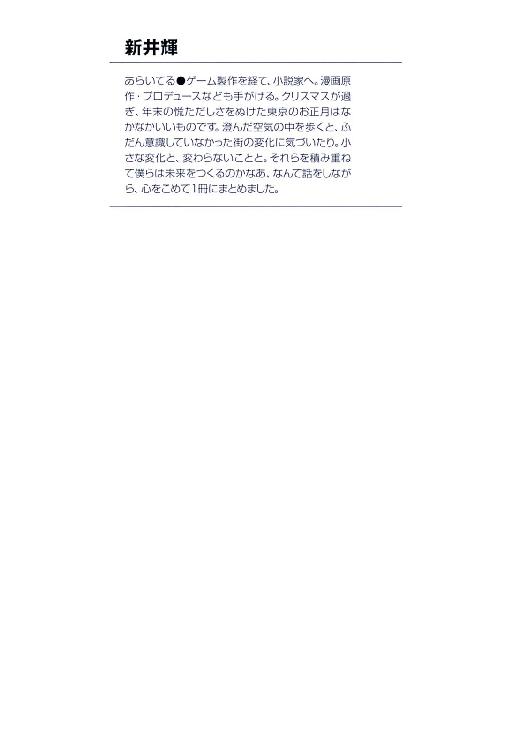 新井輝
あらいてる●ゲーム製作を経て、小説家へ。漫画原
作・プロデュースなども手がける。クリスマスが過
ぎ、年末の慌ただしさをぬけた東京のお正月はな
かなかいいものです。澄んだ空気の中を歩くと、ふ
だん意識していなかった街の変化に気づいたり。小
さな変化と、変わらないことと。それらを積み重ね
て僕らは未来をつくるのかなあ、なんて話をしなが
ら、心をこめて1冊にまとめました。